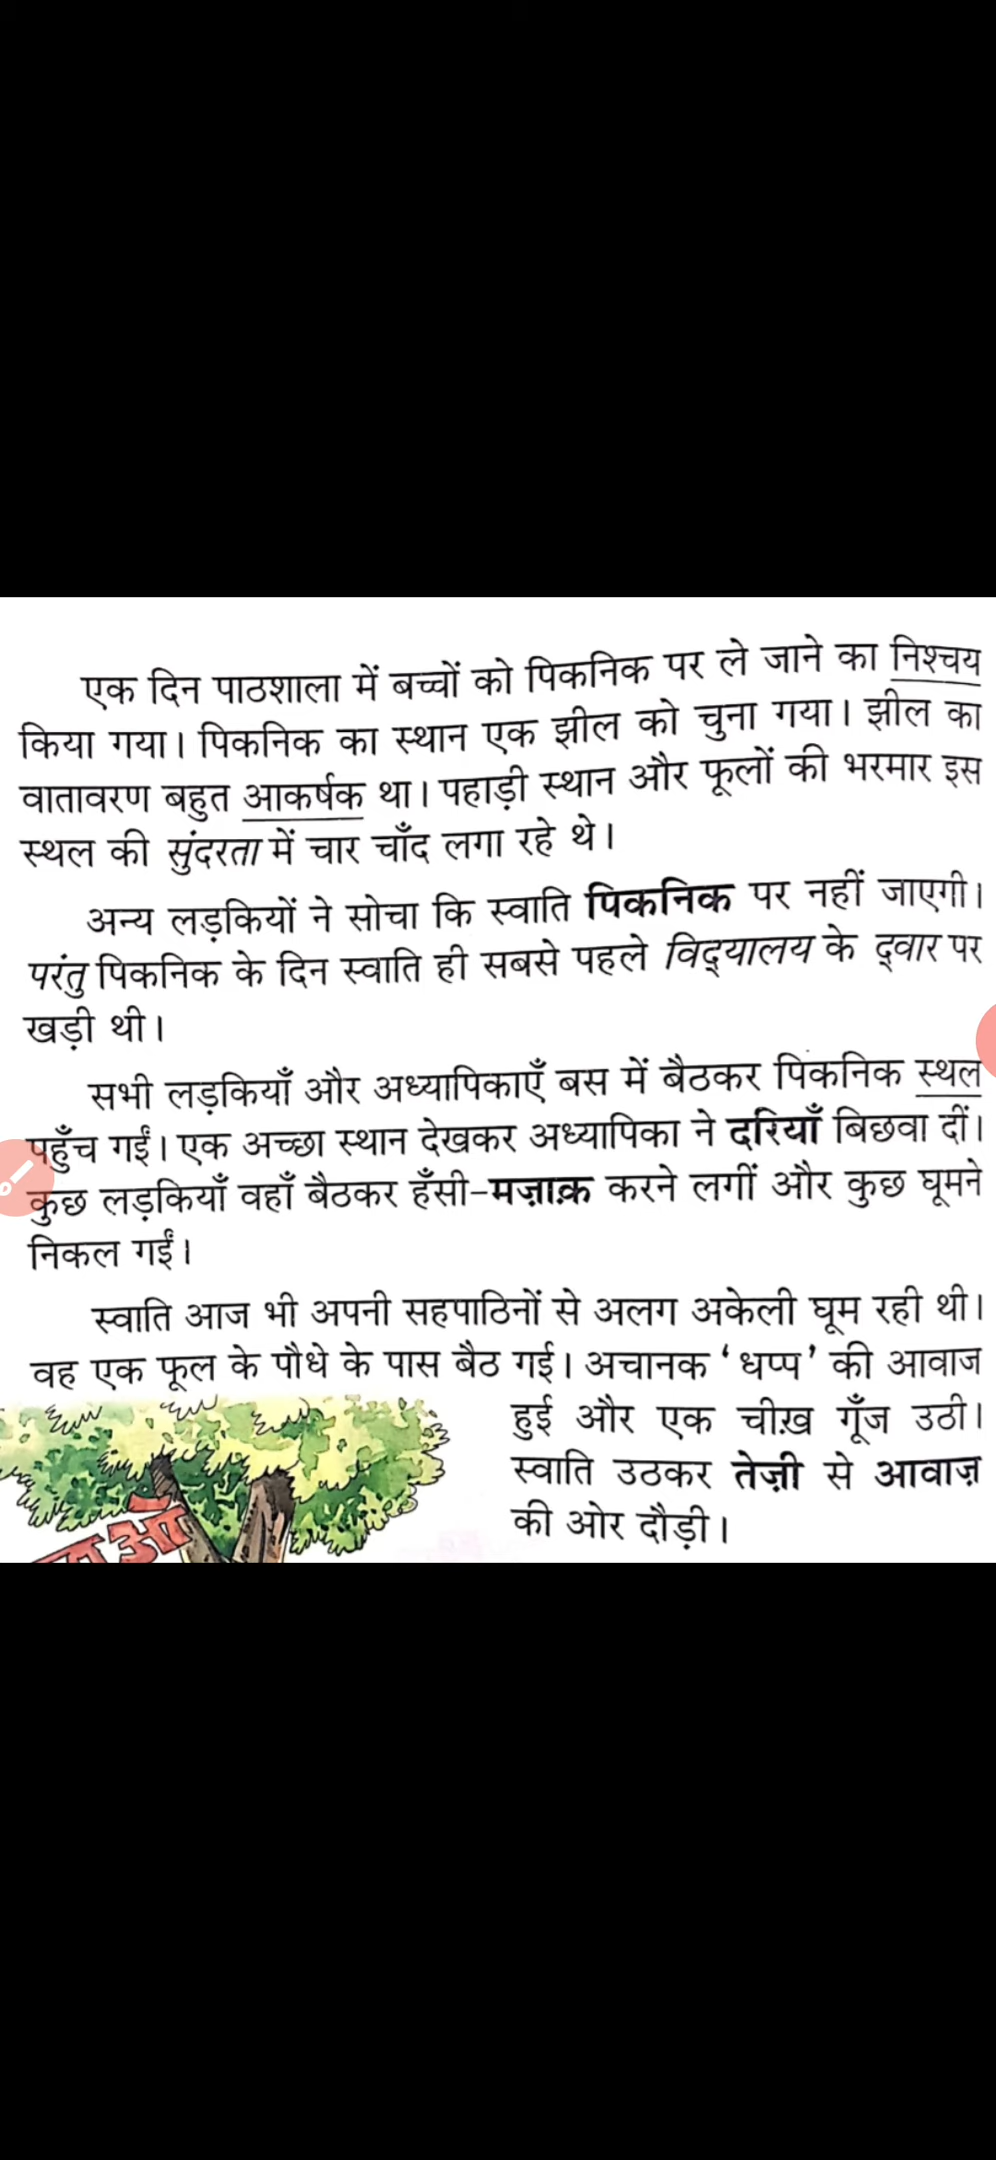 एक दिन पाठशाला में बच्चों को पिकनिक पर ले जाने का निश्चय
किया गया। पिकनिक का स्थान एक झील को चुना गया। झील का
वातावरण बहुत आकर्षक था। पहाड़ी स्थान और फूलों की भरमार इस
स्थल की सुंदरता में चार चाँद लगा रहे थे।
अन्य लड़कियों ने सोचा कि स्वाति पिकनिक पर नहीं जाएगी।
परंतु पिकनिक के दिन स्वाति ही सबसे पहले विद्‌यालय के द्‌वार पर
खड़ी थी।
सभी लड़कियाँ और अध्यापिकाएँ बस में बैठकर पिकनिक स्थल
पहुँच गईं। एक अच्छा स्थान देखकर अध्यापिका ने दरियाँ बिछवा दीं।
कुछ लड़कियाँ वहाँ बैठकर हँसी-मज़ाक़ करने लगीं और कुछ घूमने
निकल गईं।
स्वाति आज भी अपनी सहपाठिनों से अलग अकेली घूम रही थी।
वह एक फूल के पौधे के पास बैठ गई। अचानक ‘धप्प’ की आवाज
हुई और एक चीख़ गूँज उठी।
स्वाति उठकर तेज़ी से आवाज़
की ओर दौड़ी।